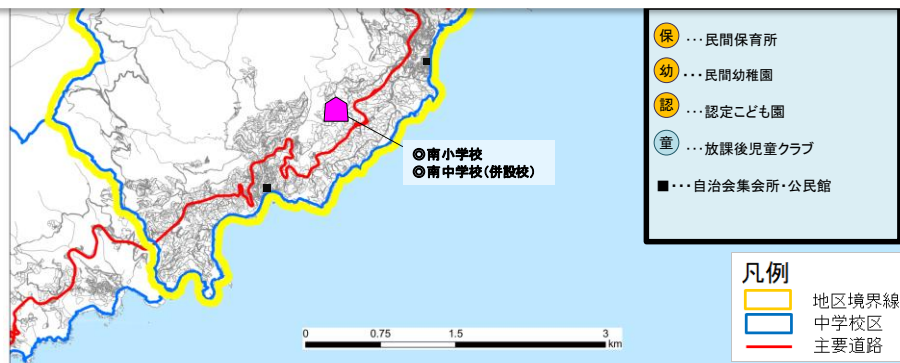 保 …民間保育所
幼 …民間幼稚園
認 …認定こども園
童 …放課後児童クラブ
■…自治会集会所・公民館
◎南小学校
◎南中学校(併設校)
凡例
地区境界線
中学校区
主要道路
0 0.75 1.5 3
km